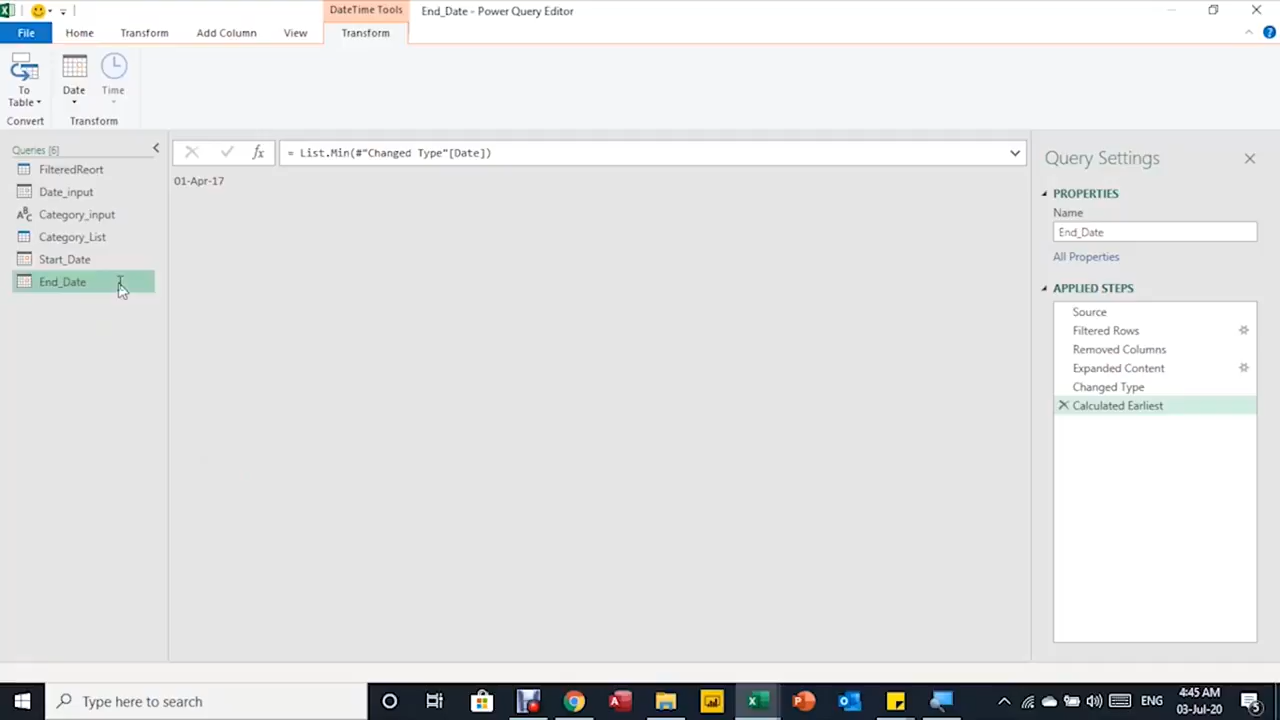 DateTime Tools
End_Date - Power Query Editor
File
Home
Transform
Add Column
View
Transform
To
Table
Date
Time
Convert
Transform
Queries [6]
= List.Min(#"Changed Type"[Date])
01-Apr-17
FilteredReort
Date_input
Category_input
Category_List
Start_Date
End_Date
Query Settings
PROPERTIES
Name
End_Date
All Properties
APPLIED STEPS
Source
Filtered Rows
Removed Columns
Expanded Content
Changed Type
Calculated Earliest
Type here to search
ENG
4:45 AM
03-Jul-20
5